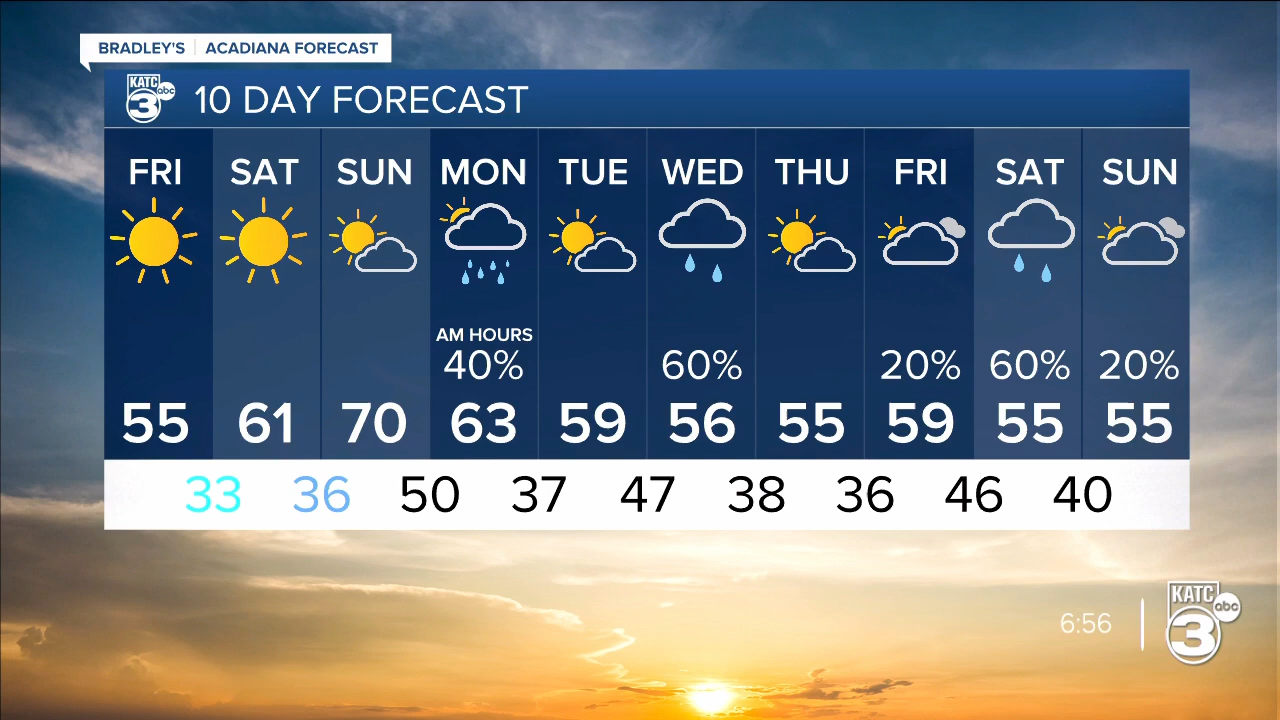 BRADLEY'S | ACADIANA FORECAST
KATC 3 abc
10 DAY FORECAST
FRI SAT SUN MON TUE WED THU FRI SAT SUN
AM HOURS
40% 60% 20% 60% 20%
55 61 70 63 59 56 55 59 55 55
33 36 50 37 47 38 36 46 40
6:56
KATC 3 abc